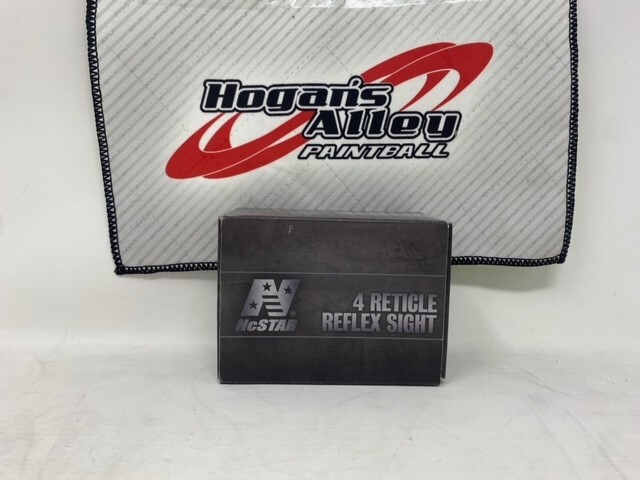 Hogan's
Alley
PAINTBALL
NcSTAR®
4 RETICLE
REFLEX SIGHT